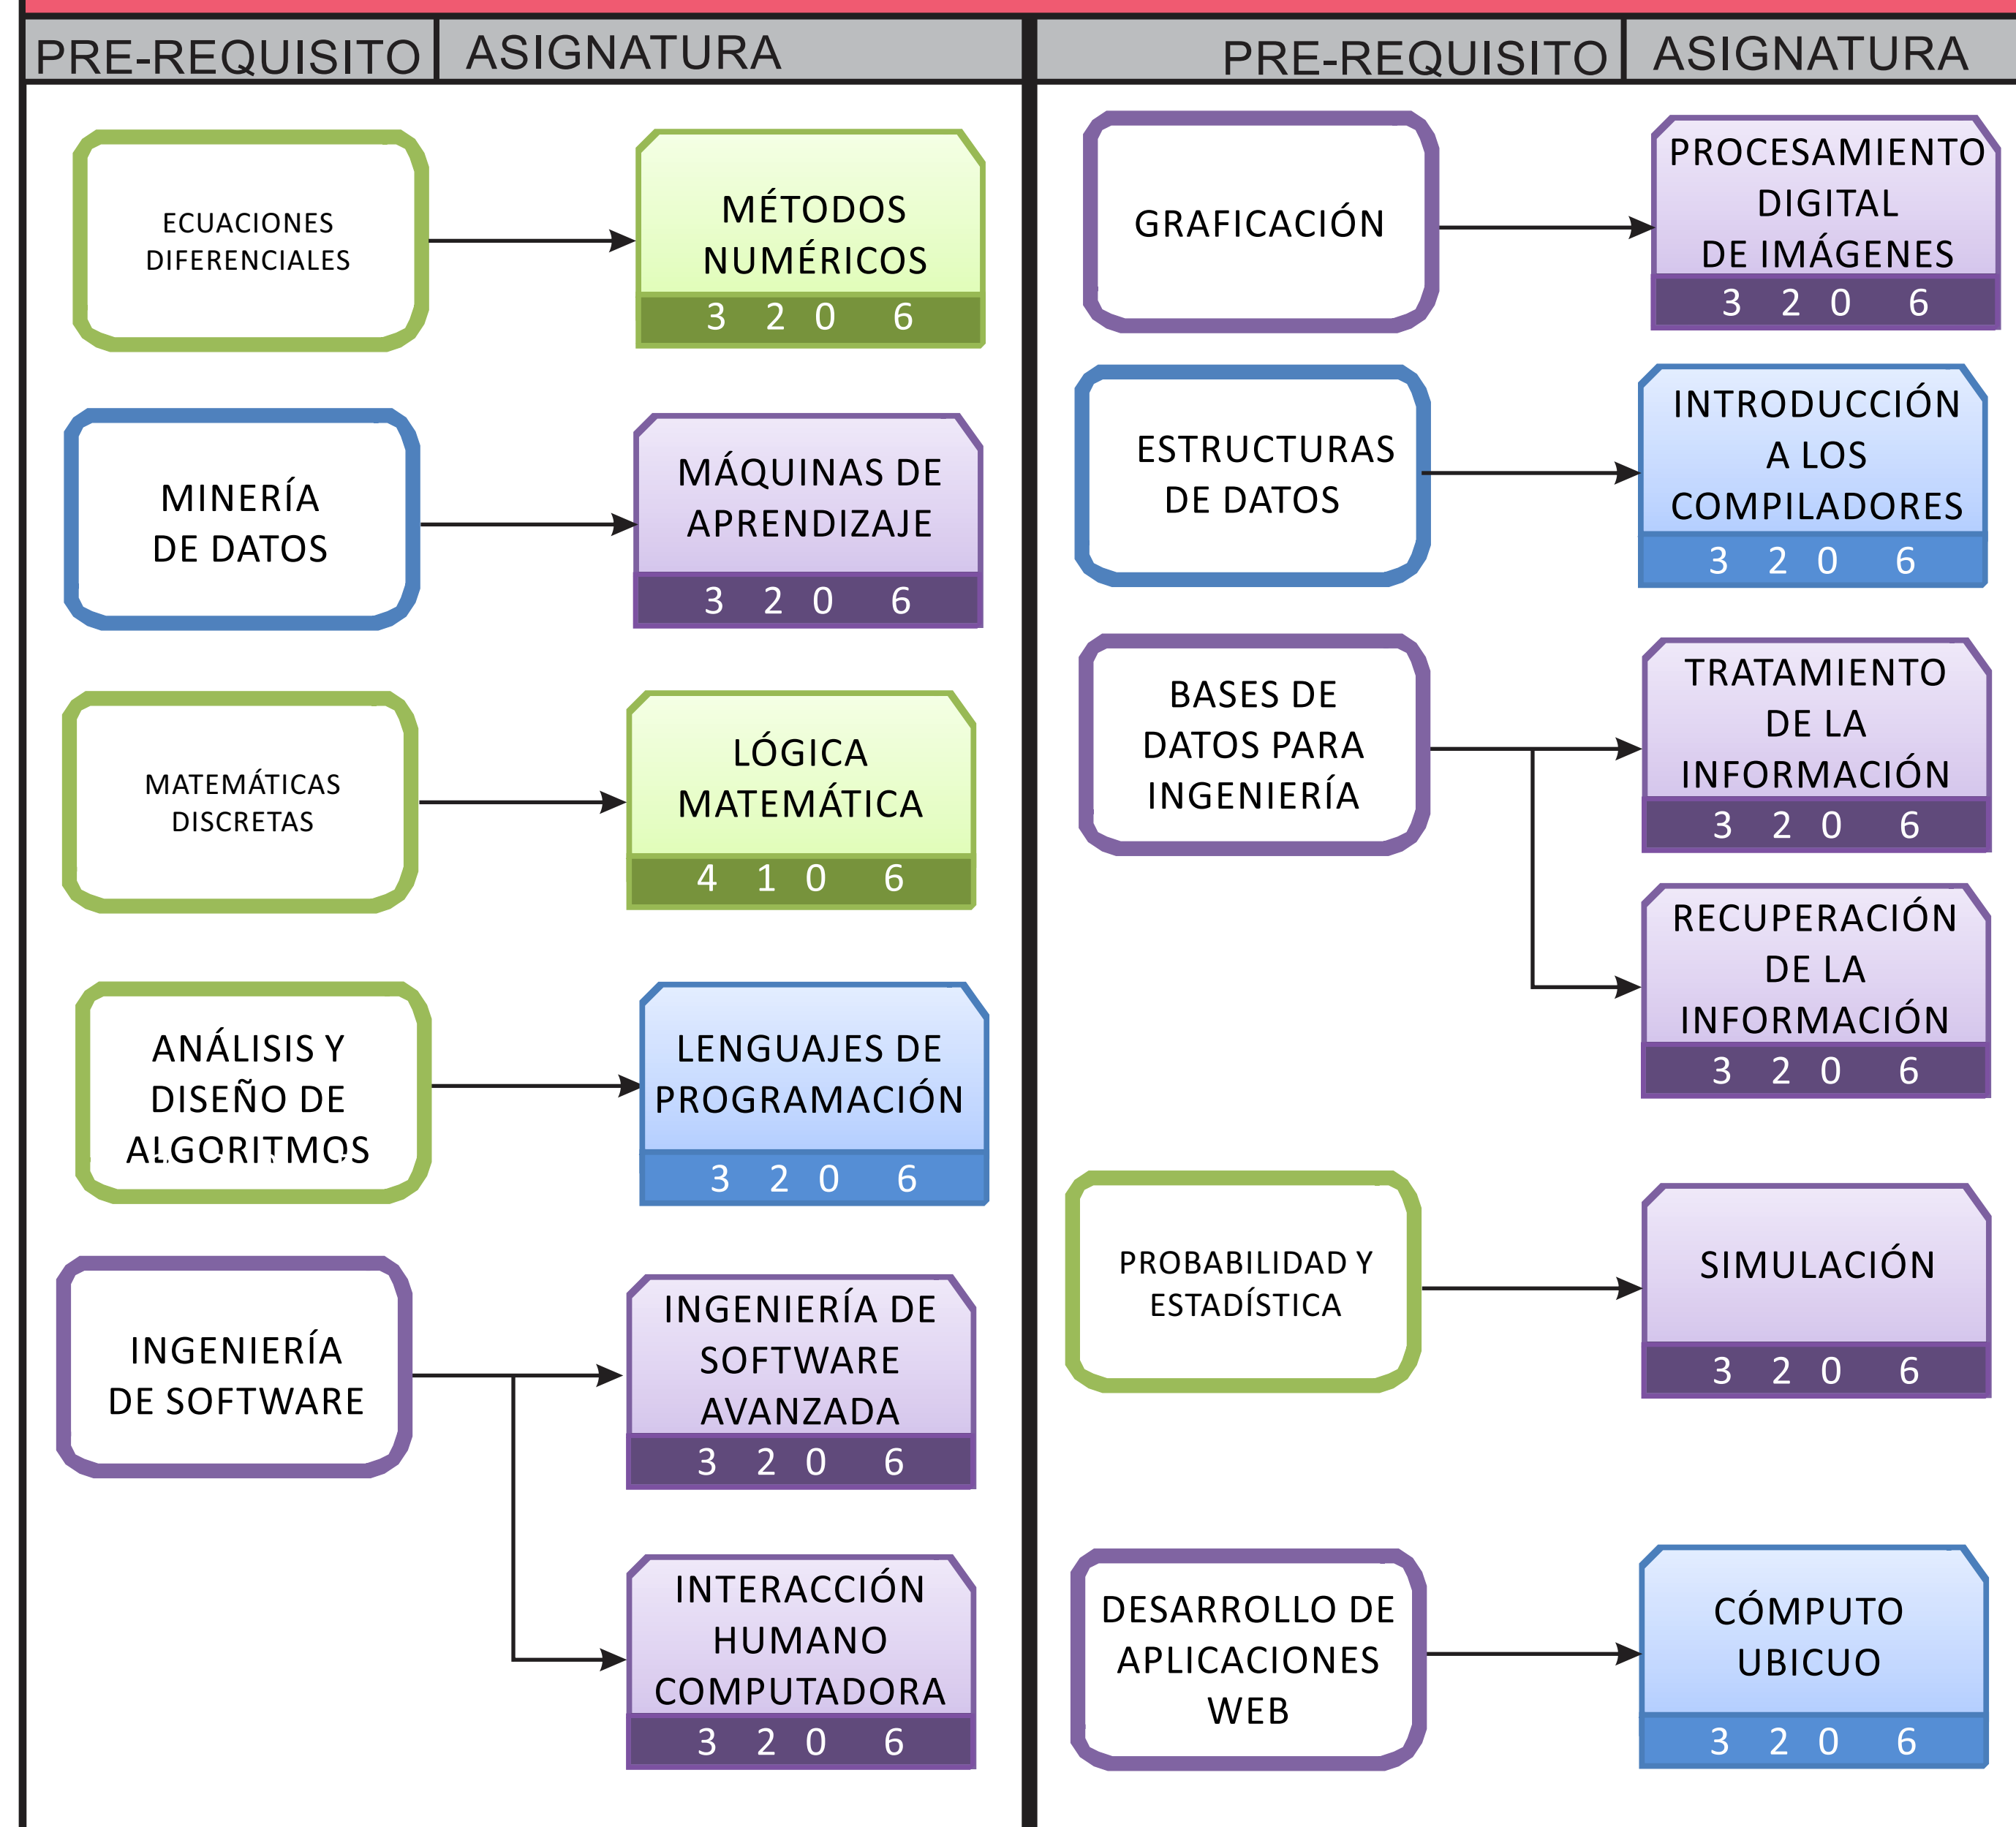 PRE-REQUISITO ASIGNATURA
ECUACIONES
DIFERENCIALES
MÉTODOS
NUMÉRICOS
3 2 0 6
MINERÍA
DE DATOS
MÁQUINAS DE
APRENDIZAJE
3 2 0 6
MATEMÁTICAS
DISCRETAS
LÓGICA
MATEMÁTICA
4 1 0 6
ANÁLISIS Y
DISEÑO DE
ALGORITMOS
LENGUAJES DE
PROGRAMACIÓN
3 2 0 6
INGENIERÍA
DE SOFTWARE
INGENIERÍA DE
SOFTWARE
AVANZADA
3 2 0 6
INTERACCIÓN
HUMANO
COMPUTADORA
3 2 0 6
PRE-REQUISITO ASIGNATURA
GRAFICACIÓN
PROCESAMIENTO
DIGITAL
DE IMÁGENES
3 2 0 6
ESTRUCTURAS
DE DATOS
INTRODUCCIÓN
A LOS
COMPILADORES
3 2 0 6
BASES DE
DATOS PARA
INGENIERÍA
TRATAMIENTO
DE LA
INFORMACIÓN
3 2 0 6
RECUPERACIÓN
DE LA
INFORMACIÓN
3 2 0 6
PROBABILIDAD Y
ESTADÍSTICA
SIMULACIÓN
3 2 0 6
DESARROLLO DE
APLICACIONES
WEB
CÓMPUTO
UBICUO
3 2 0 6